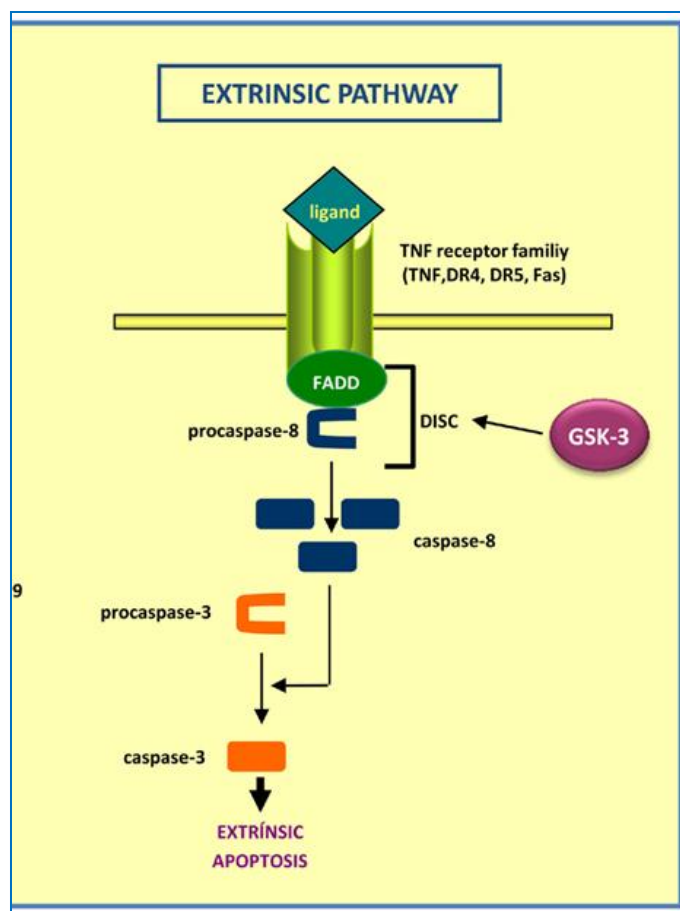 EXTRINSIC PATHWAY
ligand
TNF receptor familiy
(TNF,DR4, DR5, Fas)
FADD
procaspase-8
DISC
GSK-3
caspase-8
9
procaspase-3
caspase-3
EXTRÍNSIC
APOPTOSIS